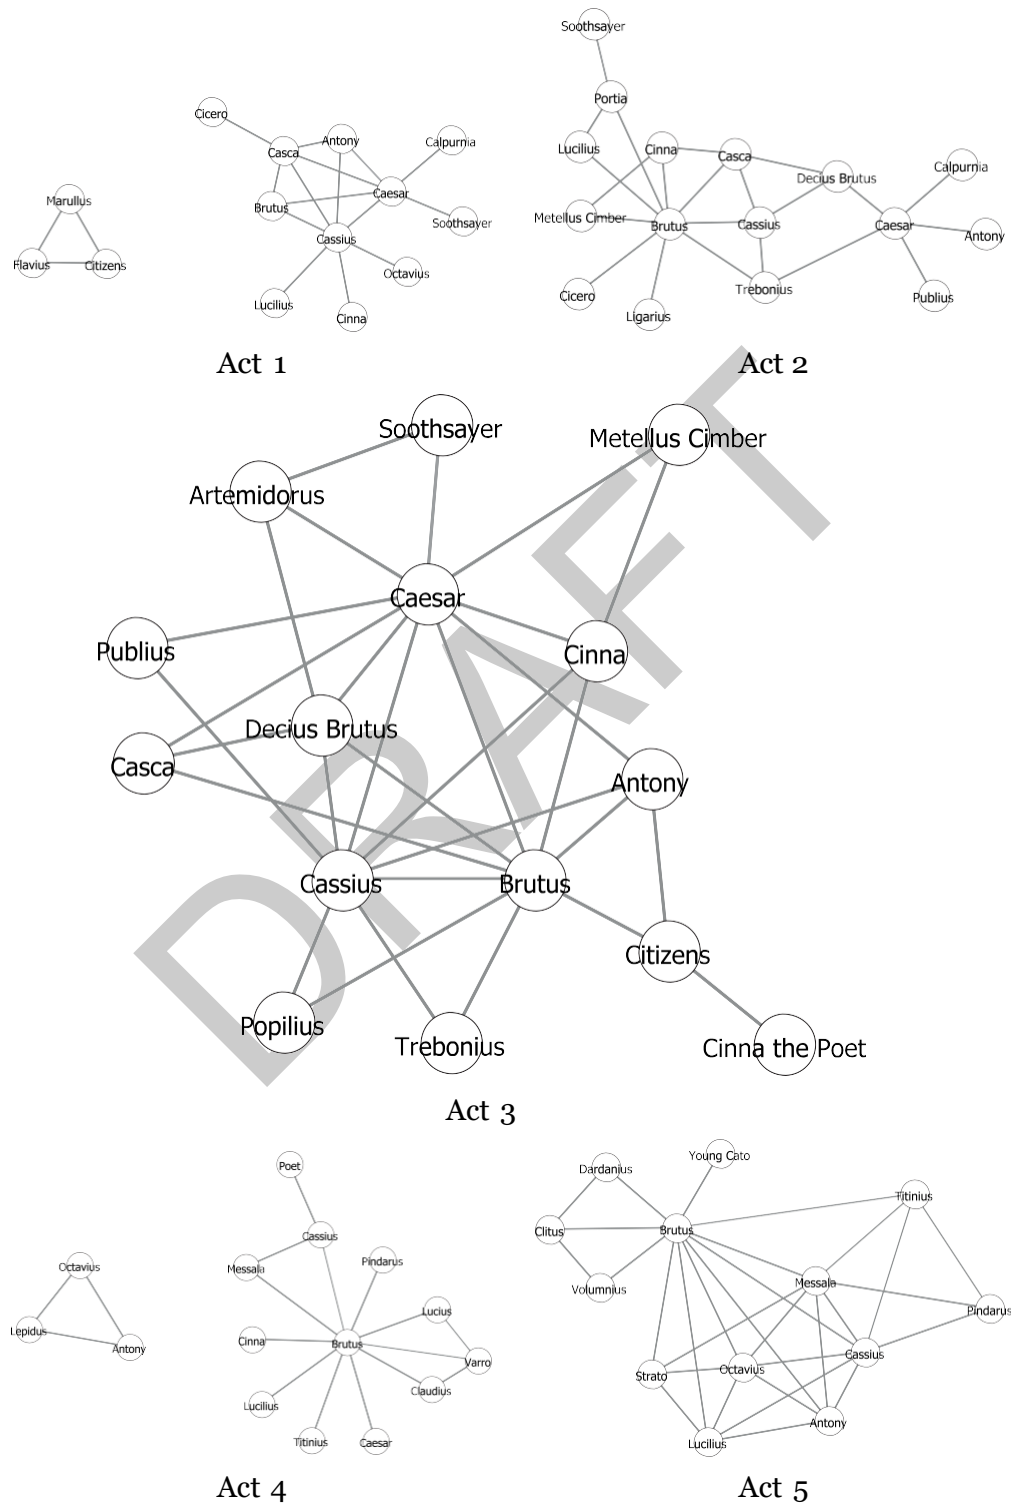 Soothsayer
Portia
Cicero
Antony
Casca
Calpurnia
Lucilius
Cinna
Casca
Decius Brutus
Calpurnia
Marullus
Caesar
Brutus
Soothsayer
Metellus Cimber
Brutus
Cassius
Caesar
Antony
Cassius
Flavius
Citizens
Octavius
Trebonius
Cicero
Publius
Lucilius
Cinna
Ligarius
Act 1
Act 2
DRAFT
Soothsayer
Metellus Cimber
Artemidorus
Caesar
Publius
Cinna
Decius Brutus
Casca
Antony
Cassius
Brutus
Citizens
Popilius
Trebonius
Cinna the Poet
Act 3
Poet
Young Cato
Dardanius
Titinius
Cassius
Clitus
Brutus
Octavius
Messala
Pindarus
Volumnius
Messala
Lucius
Pindarus
Lepidus
Antony
Cinna
Brutus
Varro
Cassius
Strato
Octavius
Claudius
Lucilius
Antony
Titinius
Caesar
Lucilius
Act 4
Act 5